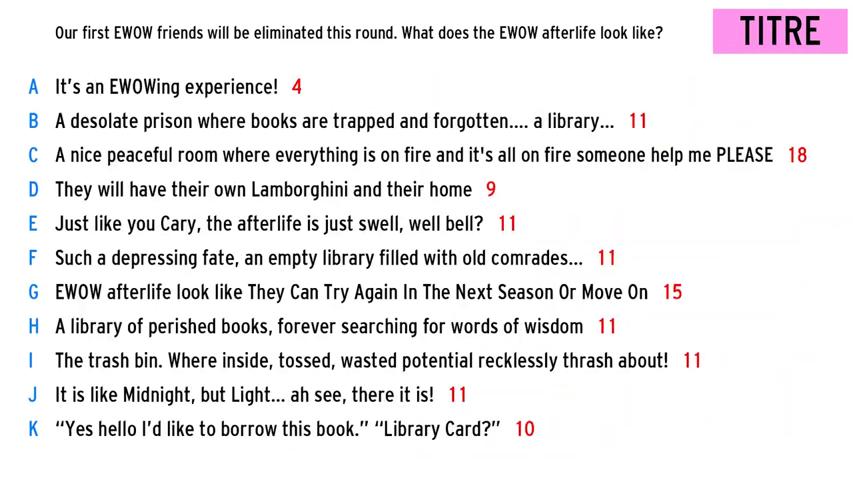 Our first EWOW friends will be eliminated this round. What does the EWOW afterlife look like?
TITRE
A It's an EWOWing experience! 4
B A desolate prison where books are trapped and forgotten.... a library... 11
C A nice peaceful room where everything is on fire and it's all on fire someone help me PLEASE 18
D They will have their own Lamborghini and their home 9
E Just like you Cary, the afterlife is just swell, well bell? 11
F Such a depressing fate, an empty library filled with old comrades... 11
G EWOW afterlife look like They Can Try Again In The Next Season Or Move On 15
H A library of perished books, forever searching for words of wisdom 11
I The trash bin. Where inside, tossed, wasted potential recklessly thrash about! 11
J It is like Midnight, but Light... ah see, there it is! 11
K “Yes hello I'd like to borrow this book.” “Library Card?” 10